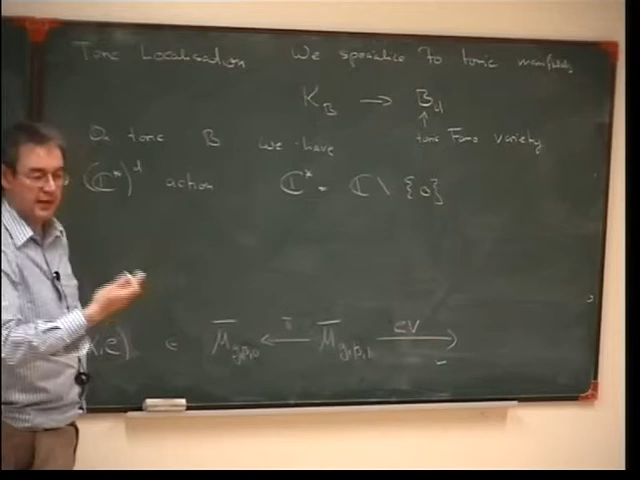 Toric Localisation We specialise to toric manifolds
K_B → B_d
↑
toric Fano variety
On toric B we have
(ℂ*)^d action ℂ* = ℂ \ {0}
,e) ∈ M̄_{g,β,0} ←π M̄_{g,β,1} ev→